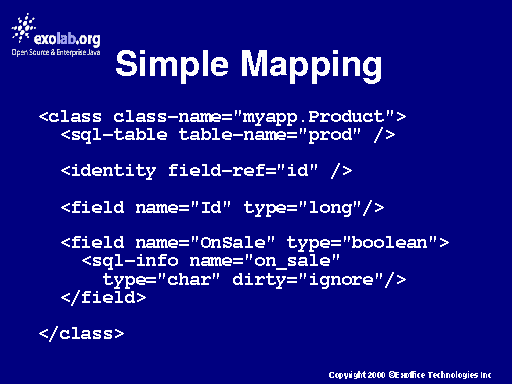 exolab.org
Open Source & Enterprise Java
Simple Mapping
<class class-name="myapp.Product">
<sql-table table-name="prod" />
<identity field-ref="id" />
<field name="Id" type="long"/>
<field name="OnSale" type="boolean">
<sql-info name="on_sale"
type="char" dirty="ignore"/>
</field>
</class>
Copyright 2000 ©Exoffice Technologies Inc